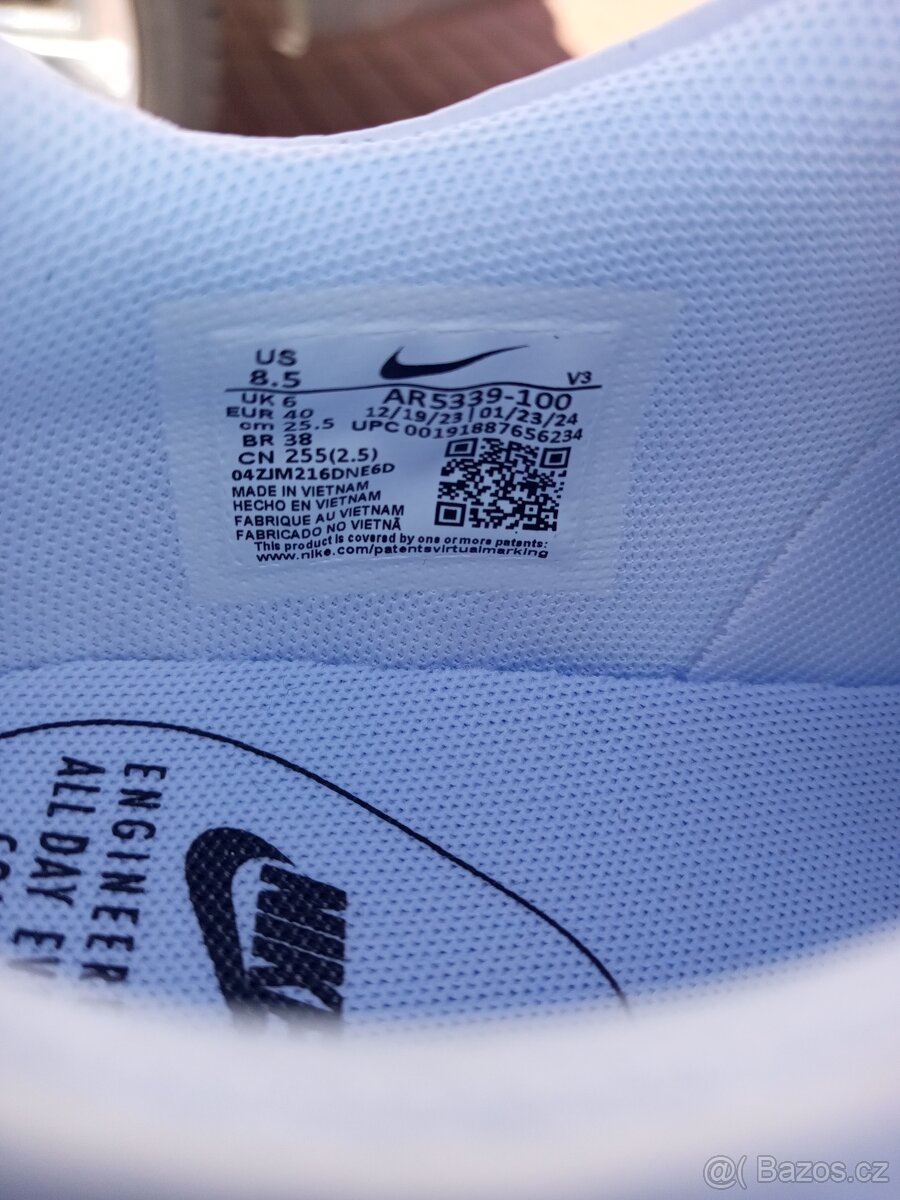 US
8.5
V3
UK 6
AR5339-100
EUR 40
12/19/23 | 01/23/24
cm 25.5
UPC 00191887656234
BR 38
CN 255(2.5)
04ZJM216DNE6D
MADE IN VIETNAM
HECHO EN VIETNAM
FABRIQUE AU VIETNAM
FABRICADO NO VIETNÃ
This product is covered by one or more patents:
www.nike.com/patentsvirtualmarking
ENGINEER
ALL DAY
NIKE
@( Bazos.cz